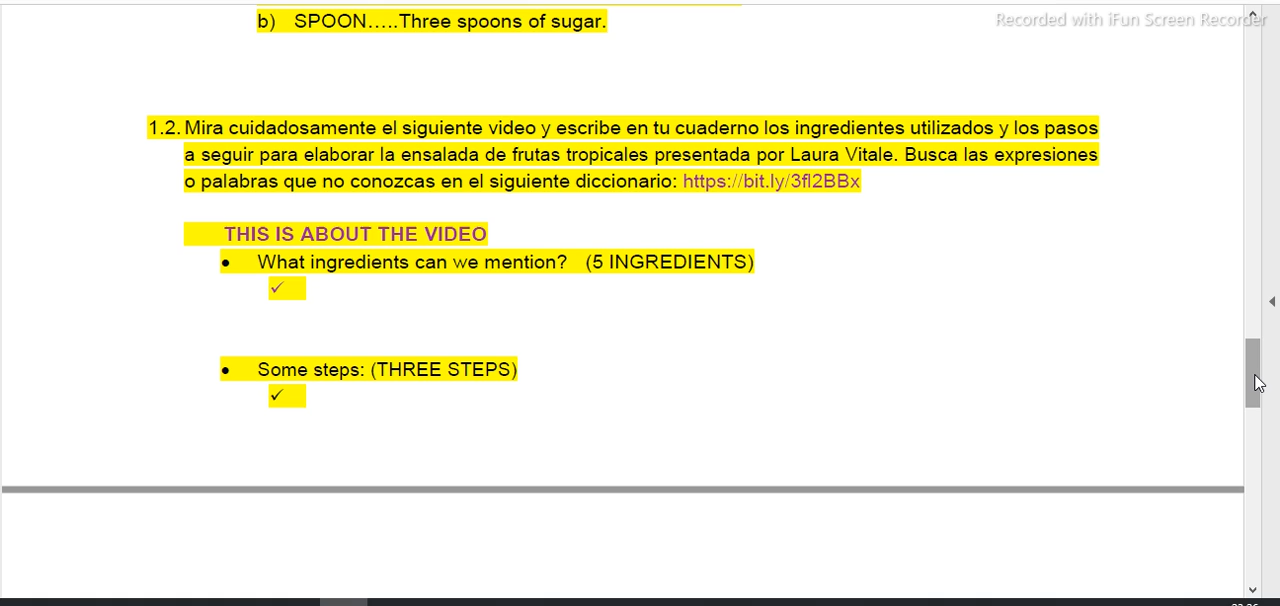 b) SPOON.....Three spoons of sugar.
Recorded with iFun Screen Recorder
1.2. Mira cuidadosamente el siguiente video y escribe en tu cuaderno los ingredientes utilizados y los pasos
a seguir para elaborar la ensalada de frutas tropicales presentada por Laura Vitale. Busca las expresiones
o palabras que no conozcas en el siguiente diccionario: https://bit.ly/3fl2BBx
THIS IS ABOUT THE VIDEO
• What ingredients can we mention? (5 INGREDIENTS)
✓
• Some steps: (THREE STEPS)
✓